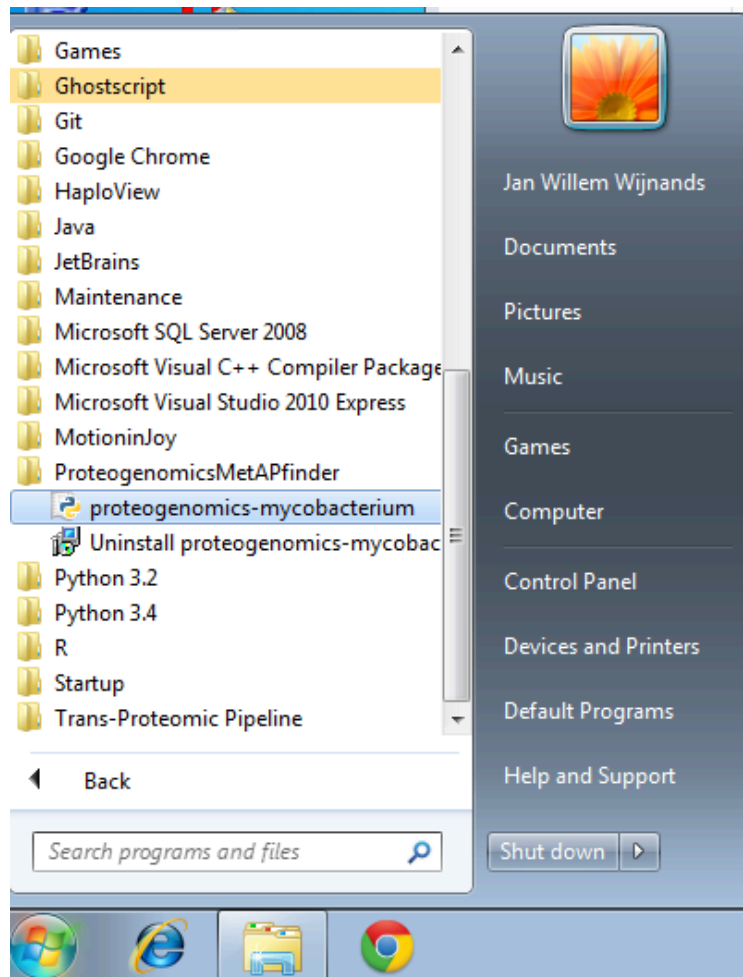 Games
Ghostscript
Git
Google Chrome
HaploView
Java
JetBrains
Maintenance
Microsoft SQL Server 2008
Microsoft Visual C++ Compiler Package
Microsoft Visual Studio 2010 Express
MotioninJoy
ProteogenomicsMetAPfinder
proteogenomics-mycobacterium
Uninstall proteogenomics-mycobac
Python 3.2
Python 3.4
R
Startup
Trans-Proteomic Pipeline
Back
Search programs and files
Jan Willem Wijnands
Documents
Pictures
Music
Games
Computer
Control Panel
Devices and Printers
Default Programs
Help and Support
Shut down